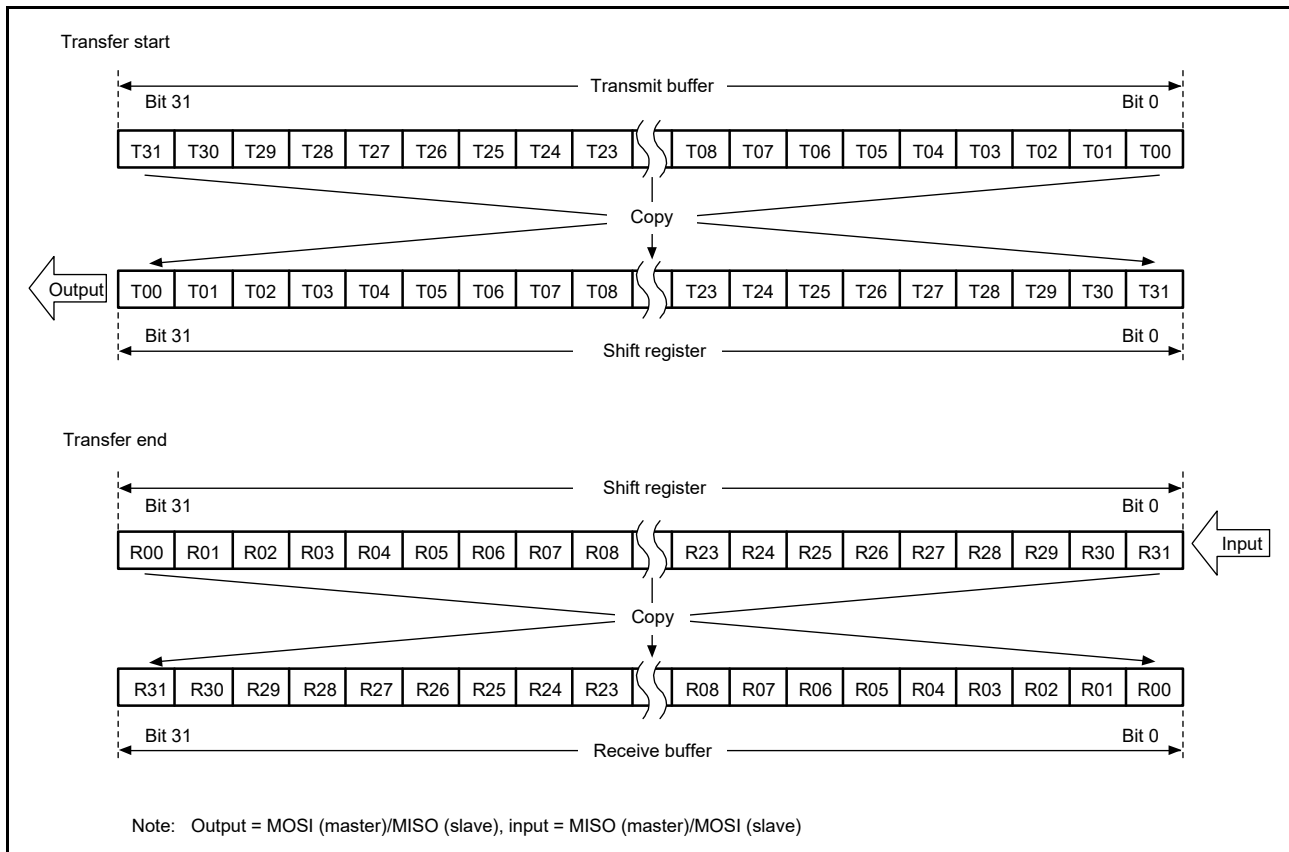 Transfer start
Transmit buffer
Bit 31 Bit 0
T31 T30 T29 T28 T27 T26 T25 T24 T23 T08 T07 T06 T05 T04 T03 T02 T01 T00
Copy
Output T00 T01 T02 T03 T04 T05 T06 T07 T08 T23 T24 T25 T26 T27 T28 T29 T30 T31
Bit 31 Bit 0
Shift register
Transfer end
Shift register
Bit 31 Bit 0
R00 R01 R02 R03 R04 R05 R06 R07 R08 R23 R24 R25 R26 R27 R28 R29 R30 R31 Input
Copy
R31 R30 R29 R28 R27 R26 R25 R24 R23 R08 R07 R06 R05 R04 R03 R02 R01 R00
Bit 31 Bit 0
Receive buffer
Note: Output = MOSI (master)/MISO (slave), input = MISO (master)/MOSI (slave)